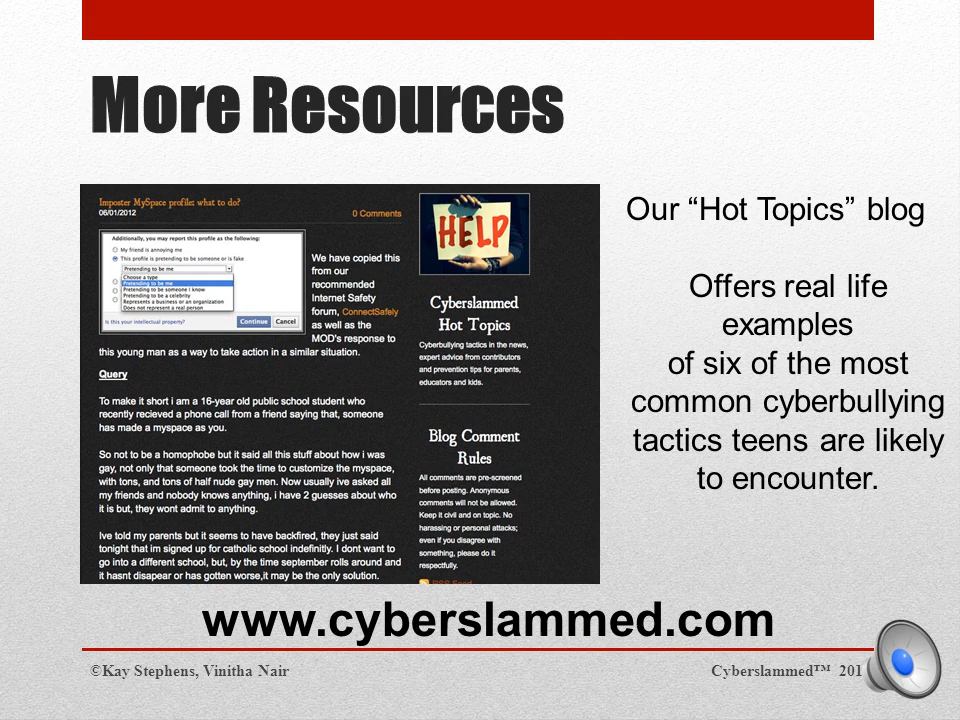 More Resources
Imposter MySpace profile: what to do?
06/01/2012
0 Comments
Additionally, you may report this profile as the following:
My friend is annoying me
This profile is pretending to be someone or is fake
Pretending to be me
Choose a type
Pretending to be me
Pretending to be someone I know
Pretending to be a celebrity
Represents a business or an organization
Does not represent a real person
Is this your intellectual property?
Continue
Cancel
We have copied this
from our
recommended
Internet Safety
forum, ConnectSafely
as well as the
MOD's response to
this young man as a way to take action in a similar situation.
Query
To make it short i am a 16-year old public school student who
recently recieved a phone call from a friend saying that, someone
has made a myspace as you.
So not to be a homophobe but it said all this stuff about how i was
gay, not only that someone took the time to customize the myspace,
with tons, and tons of half nude gay men. Now usually ive asked all
my friends and nobody knows anything, i have 2 guesses about who
it is but, they wont admit to anything.
Ive told my parents but it seems to have backfired, they just said
tonight that im signed up for catholic school indefinitly. I dont want to
go into a different school, but, by the time september rolls around and
it hasnt disapear or has gotten worse,it may be the only solution.
HELP
Cyberslammed
Hot Topics
Cyberbullying tactics in the news,
expert advice from contributors
and prevention tips for parents,
educators and kids.
Blog Comment
Rules
All comments are pre-screened
before posting. Anonymous
comments will not be allowed.
Keep it civil and on topic. No
harassing or personal attacks;
even if you disagree with
something, please do it
respectfully.
RSS Feed
Our “Hot Topics” blog
Offers real life
examples
of six of the most
common cyberbullying
tactics teens are likely
to encounter.
www.cyberslammed.com
©Kay Stephens, Vinitha Nair
Cyberslammed™ 201